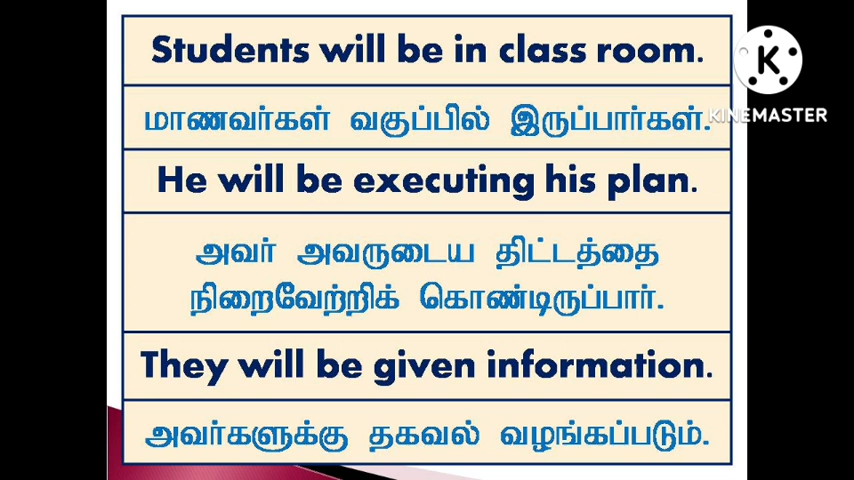 Students will be in class room.
மாணவர்கள் வகுப்பில் இருப்பார்கள்.
He will be executing his plan.
அவர் அவருடைய திட்டத்தை
நிறைவேற்றிக் கொண்டிருப்பார்.
They will be given information.
அவர்களுக்கு தகவல் வழங்கப்படும்.
K
KINEMASTER